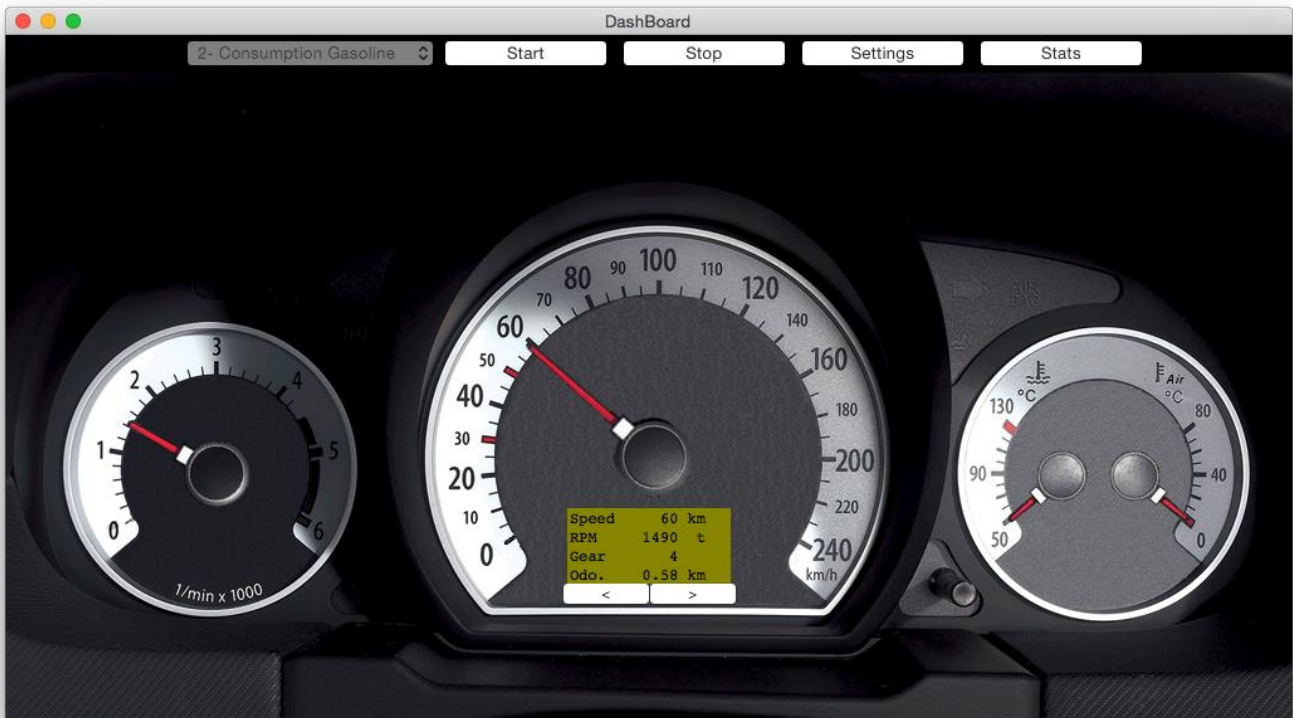 DashBoard
2- Consumption Gasoline Start Stop Settings Stats
0 1 2 3 4 5 6
1/min x 1000
0 10 20 30 40 50 60 70 80 90 100 110 120 140 160 180 200 220 240
km/h
Speed 60 km
RPM 1490 t
Gear 4
Odo. 0.58 km
< >
50 90 130 °C
Air
°C
80
40
0
AIR
BAG